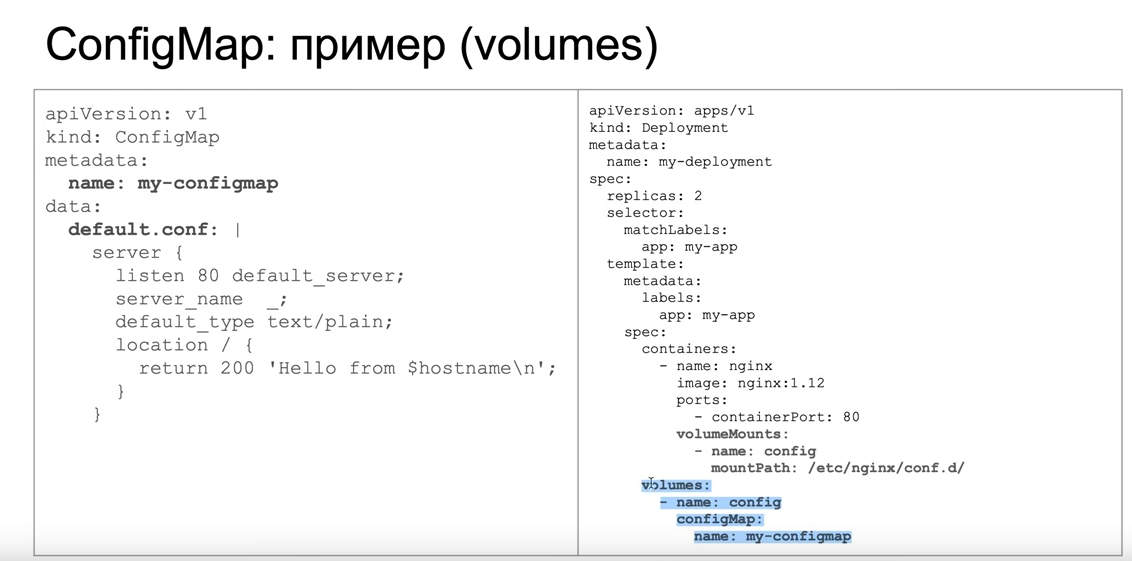 ConfigMap: пример (volumes)
apiVersion: v1
kind: ConfigMap
metadata:
  name: my-configmap
data:
  default.conf: |
    server {
      listen 80 default_server;
      server_name  _;
      default_type text/plain;
      location / {
        return 200 'Hello from $hostname\n';
      }
    }
apiVersion: apps/v1
kind: Deployment
metadata:
  name: my-deployment
spec:
  replicas: 2
  selector:
    matchLabels:
      app: my-app
  template:
    metadata:
      labels:
        app: my-app
    spec:
      containers:
        - name: nginx
          image: nginx:1.12
          ports:
            - containerPort: 80
          volumeMounts:
            - name: config
              mountPath: /etc/nginx/conf.d/
      volumes:
        - name: config
          configMap:
            name: my-configmap